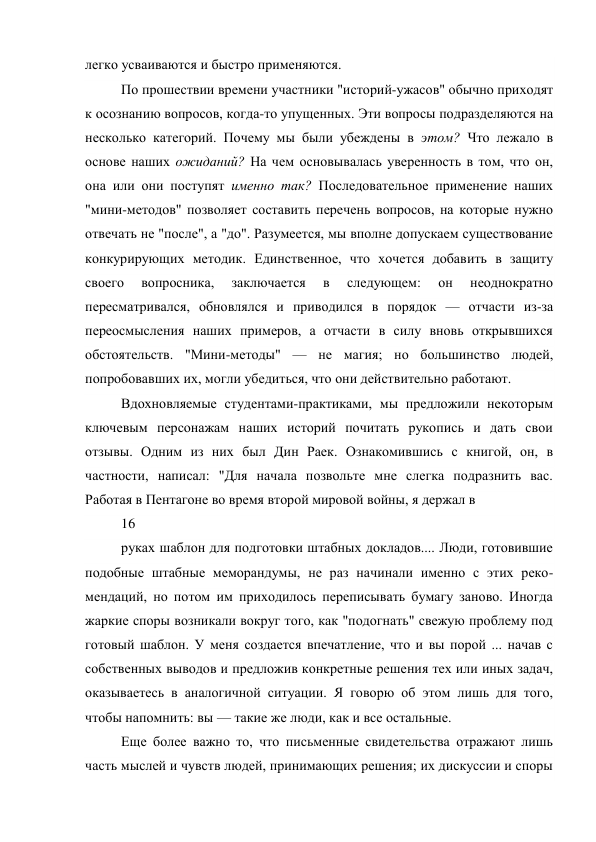 легко усваиваются и быстро применяются.
По прошествии времени участники "историй-ужасов" обычно приходят
к осознанию вопросов, когда-то упущенных. Эти вопросы подразделяются на
несколько категорий. Почему мы были убеждены в этом? Что лежало в
основе наших ожиданий? На чем основывалась уверенность в том, что он,
она или они поступят именно так? Последовательное применение наших
"мини-методов" позволяет составить перечень вопросов, на которые нужно
отвечать не "после", а "до". Разумеется, мы вполне допускаем существование
конкурирующих методик. Единственное, что хочется добавить в защиту
своего вопросника, заключается в следующем: он неоднократно
пересматривался, обновлялся и приводился в порядок — отчасти из-за
переосмысления наших примеров, а отчасти в силу вновь открывшихся
обстоятельств. "Мини-методы" — не магия; но большинство людей,
попробовавших их, могли убедиться, что они действительно работают.
Вдохновляемые студентами-практиками, мы предложили некоторым
ключевым персонажам наших историй почитать рукопись и дать свои
отзывы. Одним из них был Дин Раек. Ознакомившись с книгой, он, в
частности, написал: "Для начала позвольте мне слегка подразнить вас.
Работая в Пентагоне во время второй мировой войны, я держал в
16
руках шаблон для подготовки штабных докладов.... Люди, готовившие
подобные штабные меморандумы, не раз начинали именно с этих реко-
мендаций, но потом им приходилось переписывать бумагу заново. Иногда
жаркие споры возникали вокруг того, как "подогнать" свежую проблему под
готовый шаблон. У меня создается впечатление, что и вы порой ... начав с
собственных выводов и предложив конкретные решения тех или иных задач,
оказываетесь в аналогичной ситуации. Я говорю об этом лишь для того,
чтобы напомнить: вы — такие же люди, как и все остальные.
Еще более важно то, что письменные свидетельства отражают лишь
часть мыслей и чувств людей, принимающих решения; их дискуссии и споры